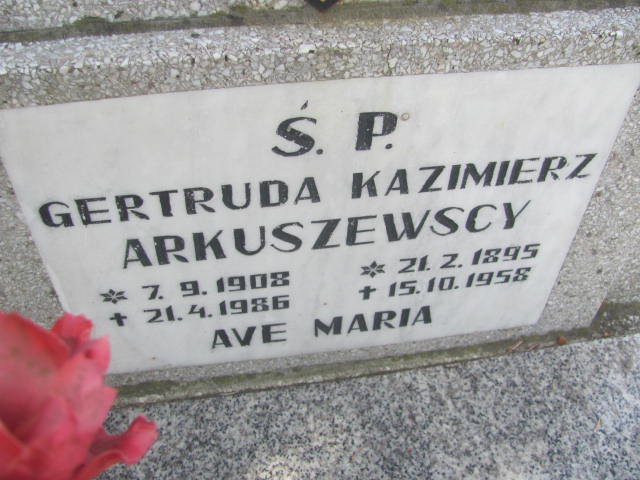 Ś. P.
GERTRUDA KAZIMIERZ
ARKUSZEWSCY
* 7. 9. 1908 * 21. 2. 1895
+ 21. 4. 1986 + 15. 10. 1958
AVE MARIA